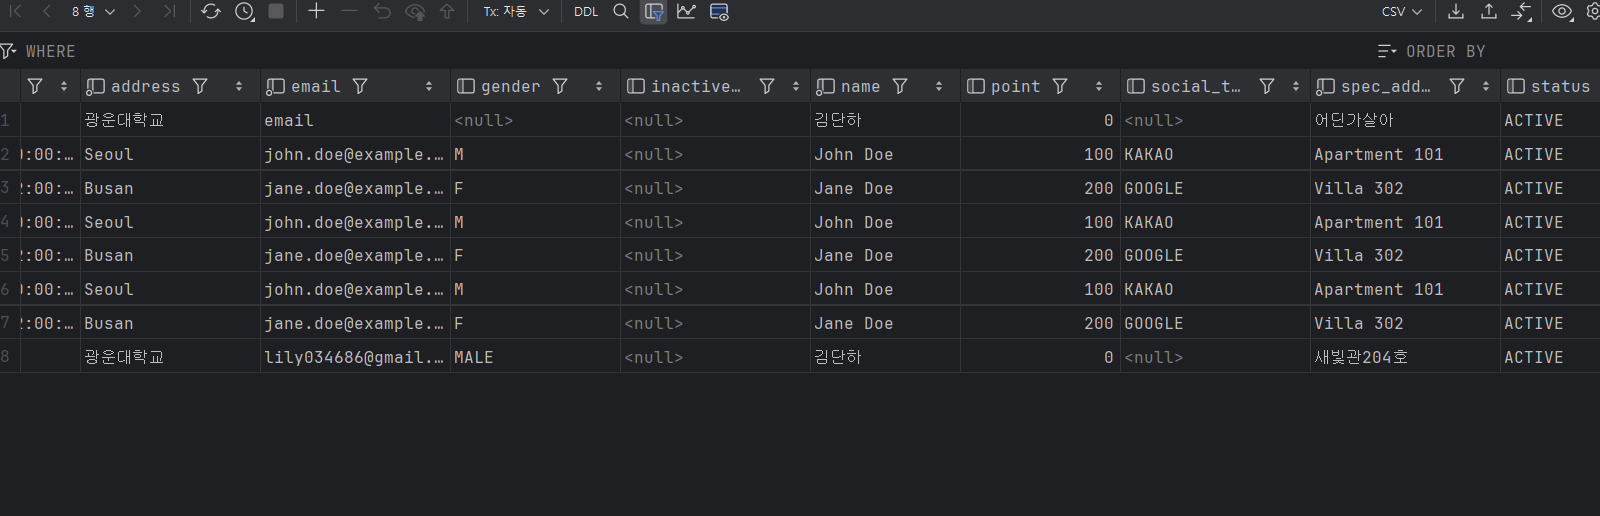 8 행 Tx: 자동 DDL CSV
WHERE ORDER BY
address email gender inactive… name point social_t… spec_add… status
1 광운대학교 email <null> <null> 김단하 0 <null> 어딘가살아 ACTIVE
2 0:00:… Seoul john.doe@example.… M <null> John Doe 100 KAKAO Apartment 101 ACTIVE
3 2:00:… Busan jane.doe@example.… F <null> Jane Doe 200 GOOGLE Villa 302 ACTIVE
4 0:00:… Seoul john.doe@example.… M <null> John Doe 100 KAKAO Apartment 101 ACTIVE
5 2:00:… Busan jane.doe@example.… F <null> Jane Doe 200 GOOGLE Villa 302 ACTIVE
6 0:00:… Seoul john.doe@example.… M <null> John Doe 100 KAKAO Apartment 101 ACTIVE
7 2:00:… Busan jane.doe@example.… F <null> Jane Doe 200 GOOGLE Villa 302 ACTIVE
8 광운대학교 lily034686@gmail.… MALE <null> 김단하 0 <null> 새빛관204호 ACTIVE